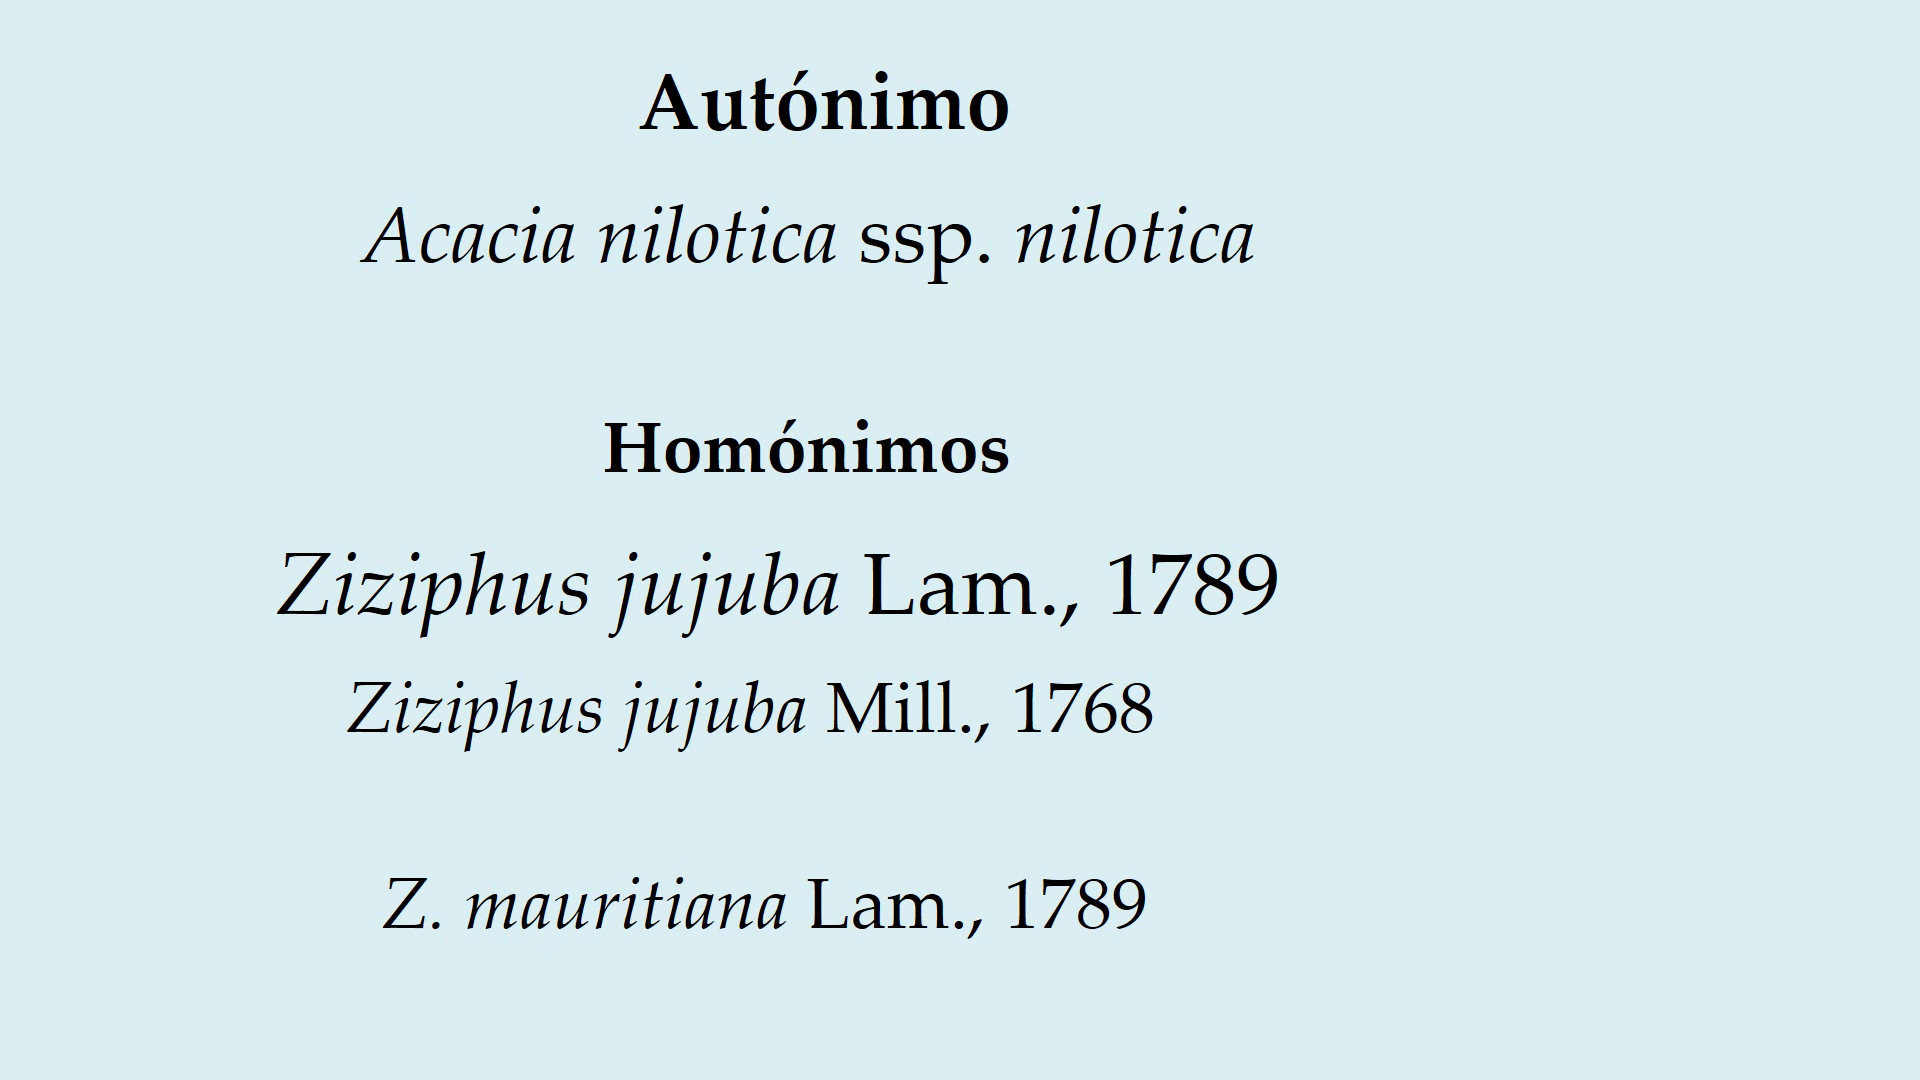 Autónimo
Acacia nilotica ssp. nilotica
Homónimos
Ziziphus jujuba Lam., 1789
Ziziphus jujuba Mill., 1768
Z. mauritiana Lam., 1789